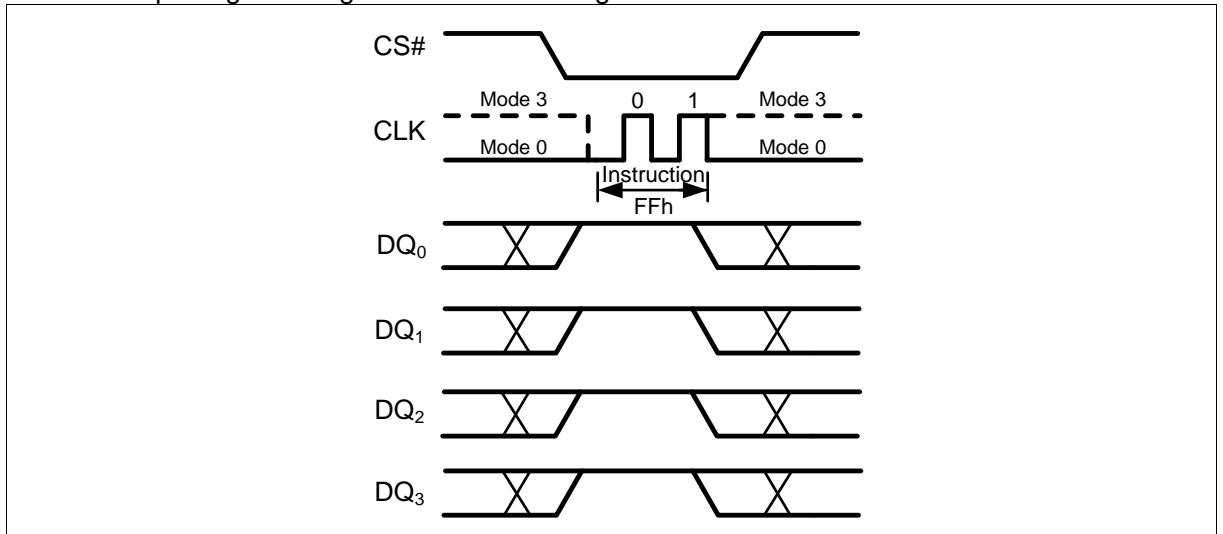 CS#
Mode 3 0 1 Mode 3
CLK
Mode 0 Mode 0
Instruction
FFh
DQ0
DQ1
DQ2
DQ3